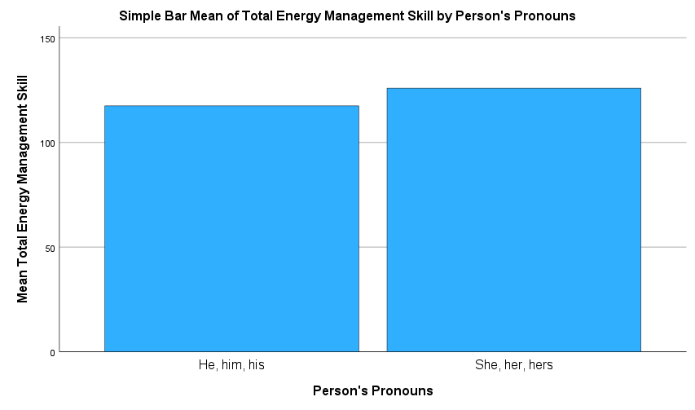 Simple Bar Mean of Total Energy Management Skill by Person's Pronouns
Mean Total Energy Management Skill
150
100
50
0
He, him, his
She, her, hers
Person's Pronouns